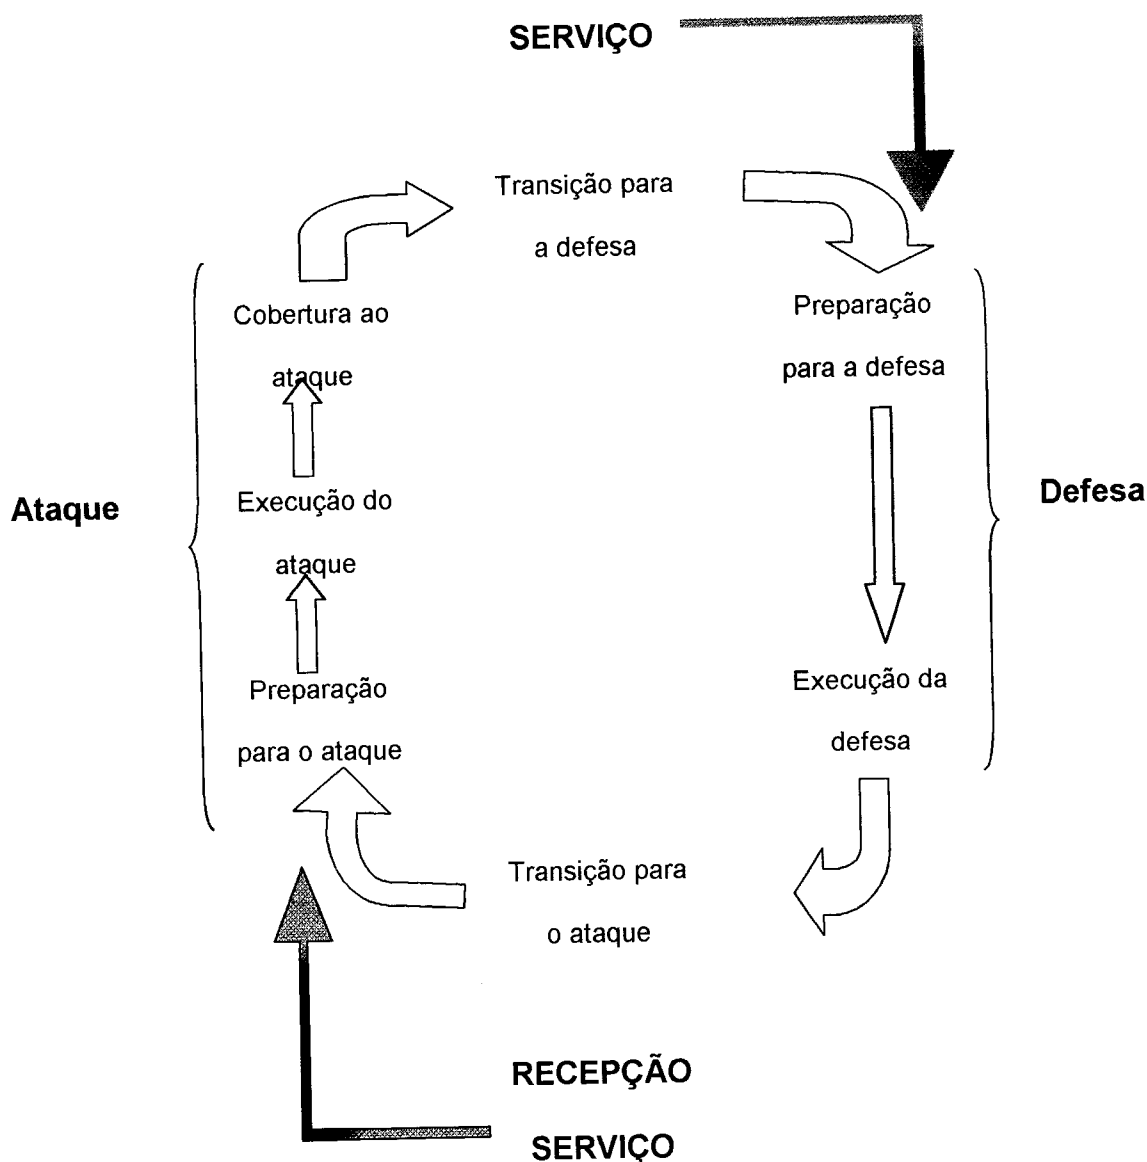 SERVIÇO
Transição para
a defesa
Cobertura ao
ataque
Preparação
para a defesa
Ataque
Execução do
ataque
Defesa
Preparação
para o ataque
Execução da
defesa
Transição para
o ataque
RECEPÇÃO
SERVIÇO